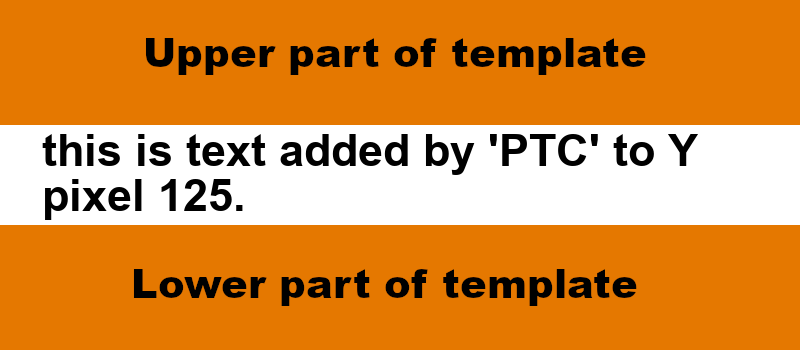 Upper part of template
this is text added by 'PTC' to Y
pixel 125.
Lower part of template